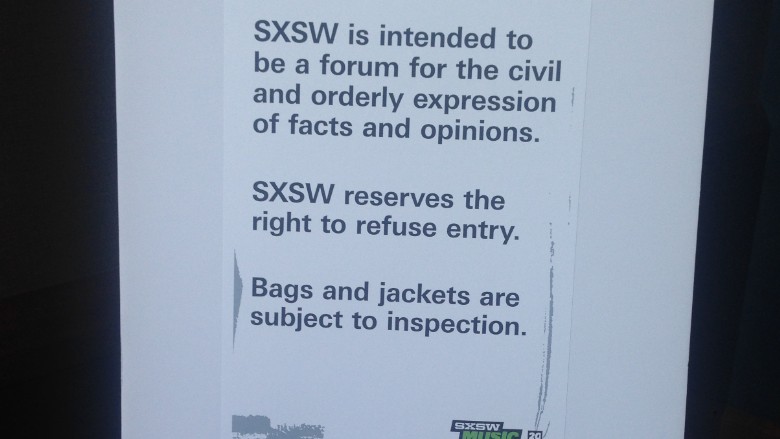 SXSW is intended to
be a forum for the civil
and orderly expression
of facts and opinions.
SXSW reserves the
right to refuse entry.
Bags and jackets are
subject to inspection.
SXSW
MUSIC